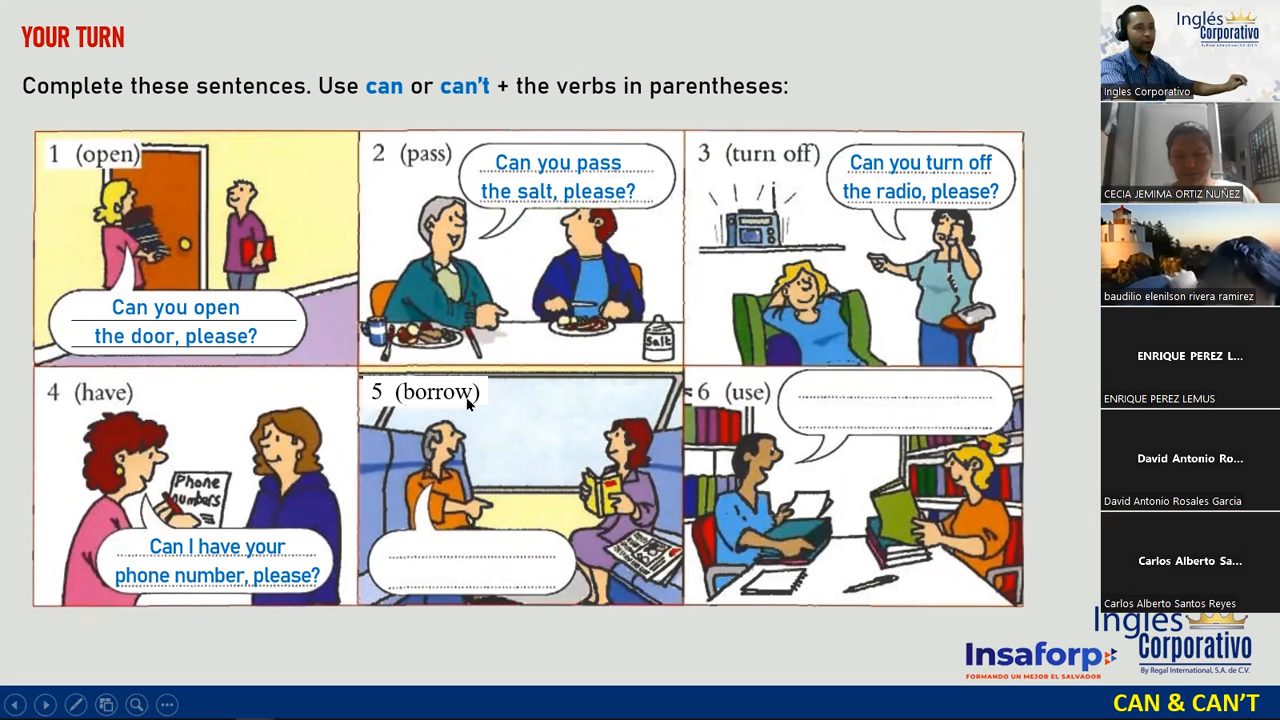 YOUR TURN
Complete these sentences. Use can or can't + the verbs in parentheses:
1 (open)
Can you open
the door, please?
2 (pass)
Can you pass
the salt, please?
Salt
3 (turn off)
Can you turn off
the radio, please?
4 (have)
Phone
numbers
Can I have your
phone number, please?
5 (borrow)
6 (use)
Inglés
Corporativo
By Regal International, S.A. de C.V.
Ingles Corporativo
CECIA JEMIMA ORTIZ NUÑEZ
baudilio elenilson rivera ramirez
ENRIQUE PEREZ L...
ENRIQUE PEREZ LEMUS
David Antonio Ro...
David Antonio Rosales Garcia
Carlos Alberto Sa...
Carlos Alberto Santos Reyes
Insaforp
FORMANDO UN MEJOR EL SALVADOR
Inglés
Corporativo
By Regal International, S.A. de C.V.
CAN & CAN'T